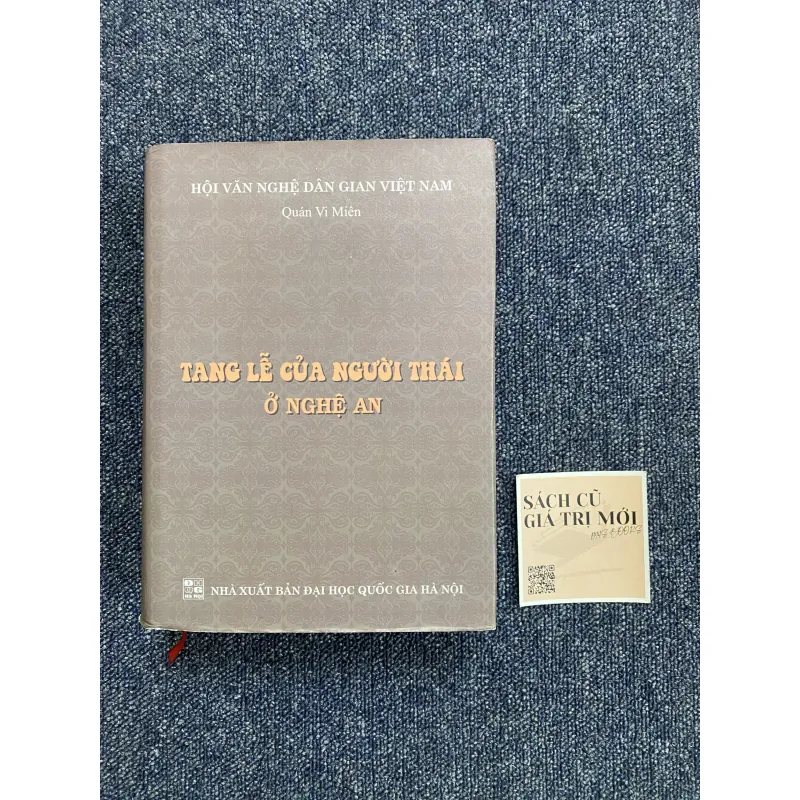 HỘI VĂN NGHỆ DÂN GIAN VIỆT NAM
Quán Vi Miên
TANG LỄ CỦA NGƯỜI THÁI
Ở NGHỆ AN
NHÀ XUẤT BẢN ĐẠI HỌC QUỐC GIA HÀ NỘI
SÁCH CŨ
GIÁ TRỊ MỚI